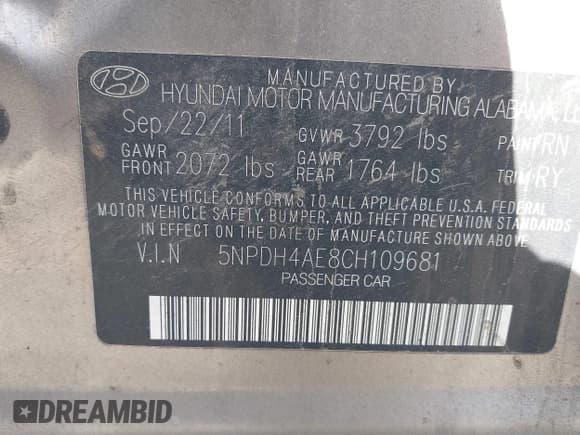 MANUFACTURED BY
HYUNDAI MOTOR MANUFACTURING ALABAMA, LLC
Sep/22/11 GVWR 3792 lbs PAINT RN
GAWR FRONT 2072 lbs GAWR REAR 1764 lbs TRIM RY
THIS VEHICLE CONFORMS TO ALL APPLICABLE U.S.A. FEDERAL
MOTOR VEHICLE SAFETY, BUMPER, AND THEFT PREVENTION STANDARDS
IN EFFECT ON THE DATE OF MANUFACTURE SHOWN ABOVE.
V.I.N 5NPDH4AE8CH109681
PASSENGER CAR
DREAMBID